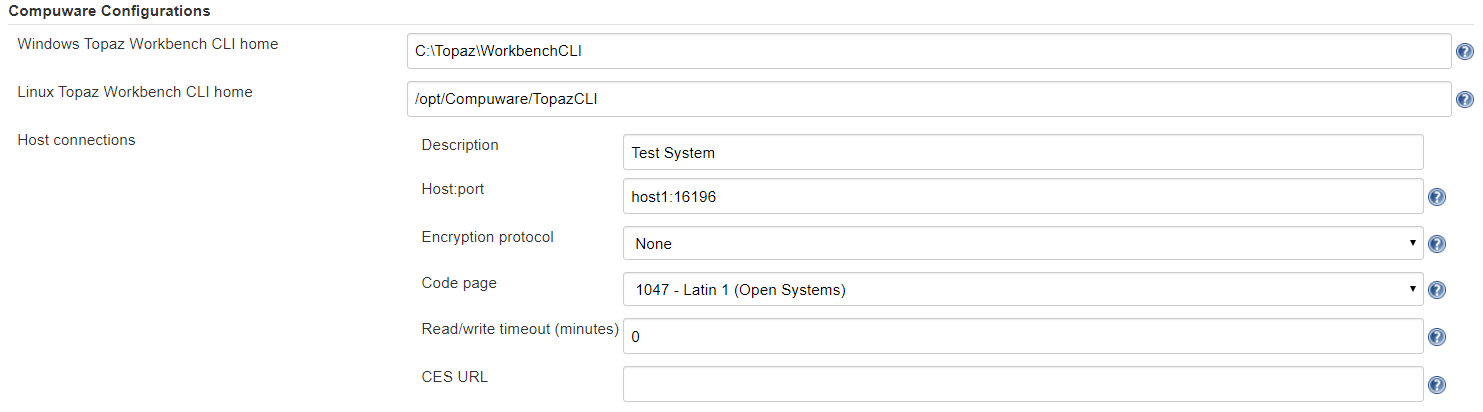 Compuware Configurations
Windows Topaz Workbench CLI home
C:\Topaz\WorkbenchCLI
Linux Topaz Workbench CLI home
/opt/Compuware/TopazCLI
Host connections
Description
Test System
Host:port
host1:16196
Encryption protocol
None
Code page
1047 - Latin 1 (Open Systems)
Read/write timeout (minutes)
0
CES URL